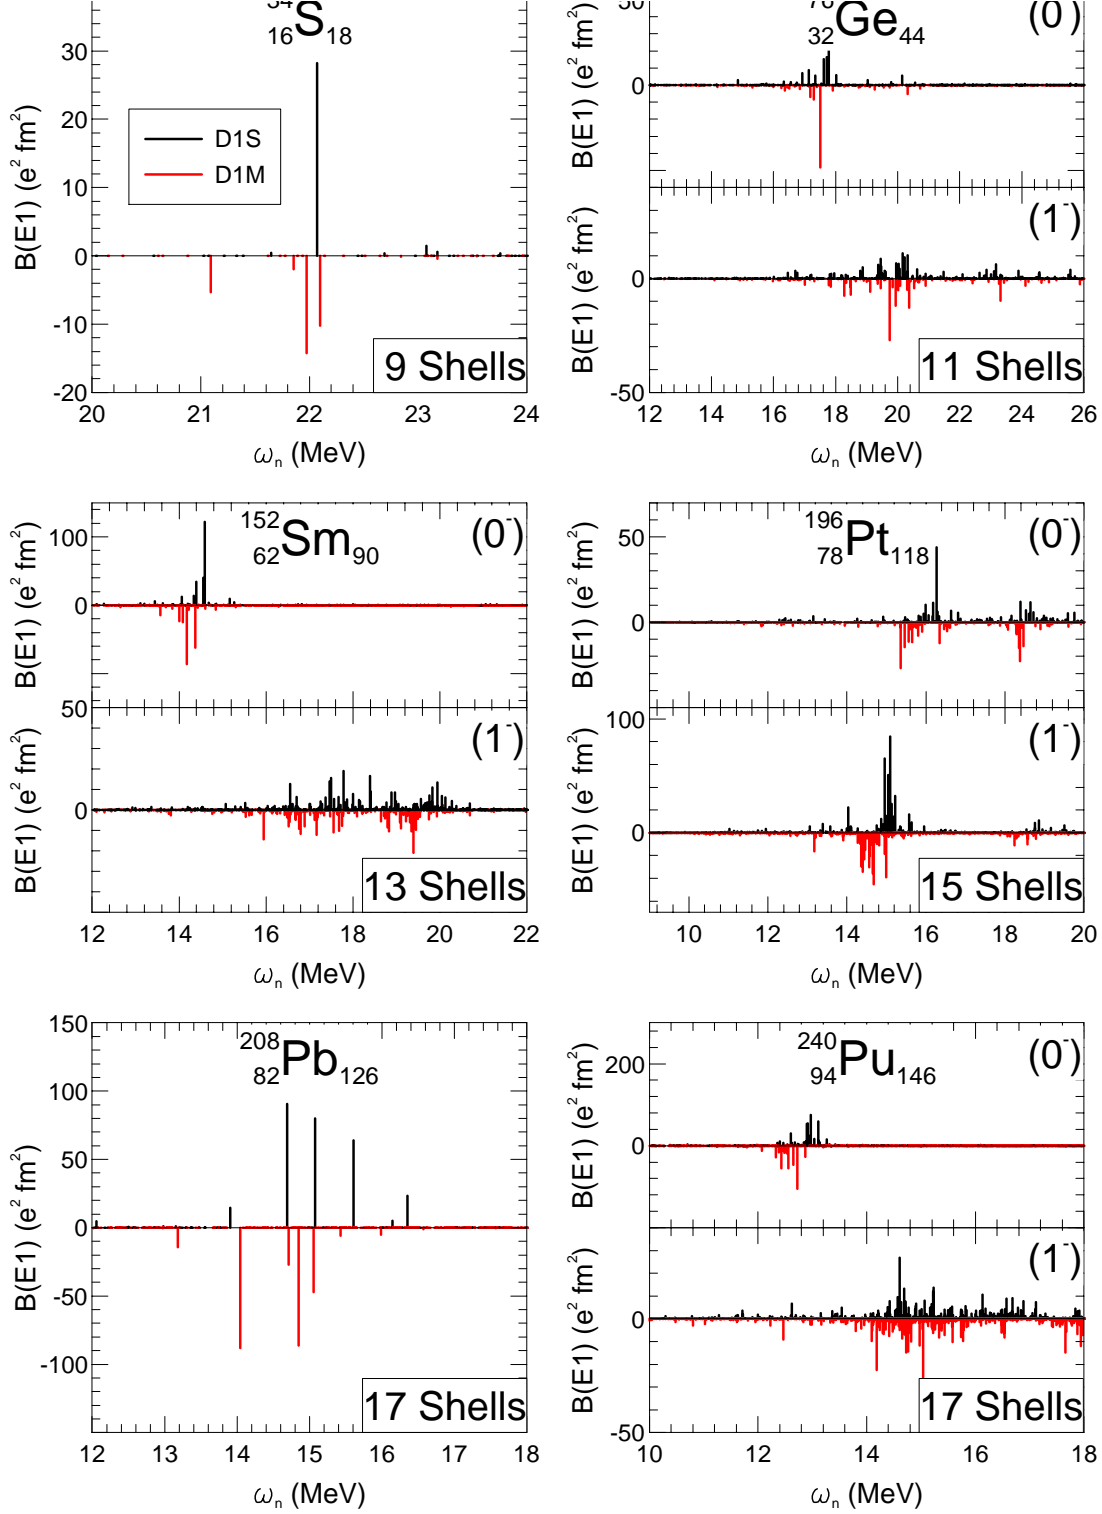 34
16 S 18
30
20
10
0
-10
-20
B(E1) (e² fm²)
D1S
D1M
9 Shells
20 21 22 23 24
ωn (MeV)
76
32 Ge 44
(0⁻)
50
0
B(E1) (e² fm²)
(1⁻)
0
-50
B(E1) (e² fm²)
11 Shells
12 14 16 18 20 22 24 26
ωn (MeV)
152
62 Sm 90
(0⁻)
100
0
B(E1) (e² fm²)
(1⁻)
50
0
B(E1) (e² fm²)
13 Shells
12 14 16 18 20 22
ωn (MeV)
196
78 Pt 118
(0⁻)
50
0
B(E1) (e² fm²)
(1⁻)
100
0
B(E1) (e² fm²)
15 Shells
10 12 14 16 18 20
ωn (MeV)
208
82 Pb 126
150
100
50
0
-50
-100
B(E1) (e² fm²)
17 Shells
12 13 14 15 16 17 18
ωn (MeV)
240
94 Pu 146
(0⁻)
200
0
B(E1) (e² fm²)
(1⁻)
0
-50
B(E1) (e² fm²)
17 Shells
10 12 14 16 18
ωn (MeV)